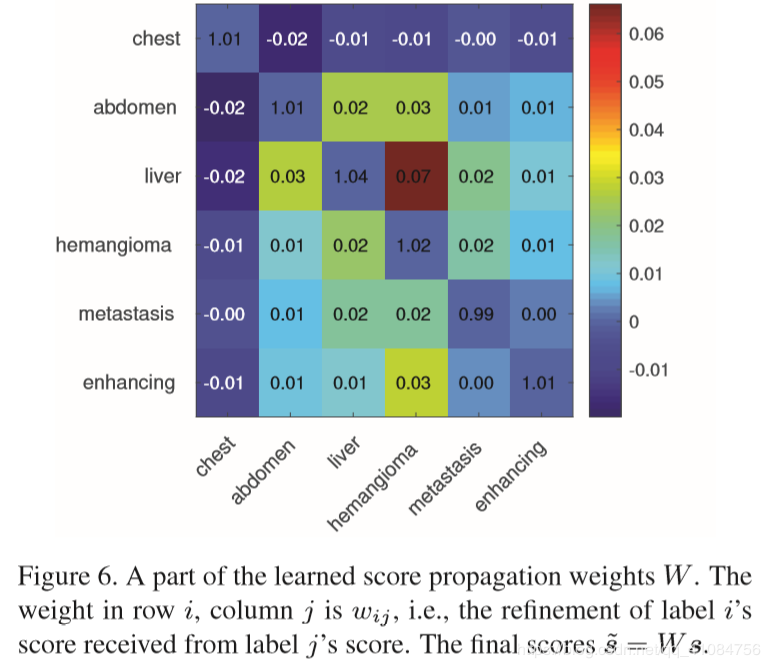 chest 1.01 -0.02 -0.01 -0.01 -0.00 -0.01
abdomen -0.02 1.01 0.02 0.03 0.01 0.01
liver -0.02 0.03 1.04 0.07 0.02 0.01
hemangioma -0.01 0.01 0.02 1.02 0.02 0.01
metastasis -0.00 0.01 0.02 0.02 0.99 0.00
enhancing -0.01 0.01 0.01 0.03 0.00 1.01
chest abdomen liver hemangioma metastasis enhancing
0.06
0.05
0.04
0.03
0.02
0.01
0
-0.01
Figure 6. A part of the learned score propagation weights W. The
weight in row i, column j is wᵢⱼ, i.e., the refinement of label i's
score received from label j's score. The final scores s̃ = Ws.